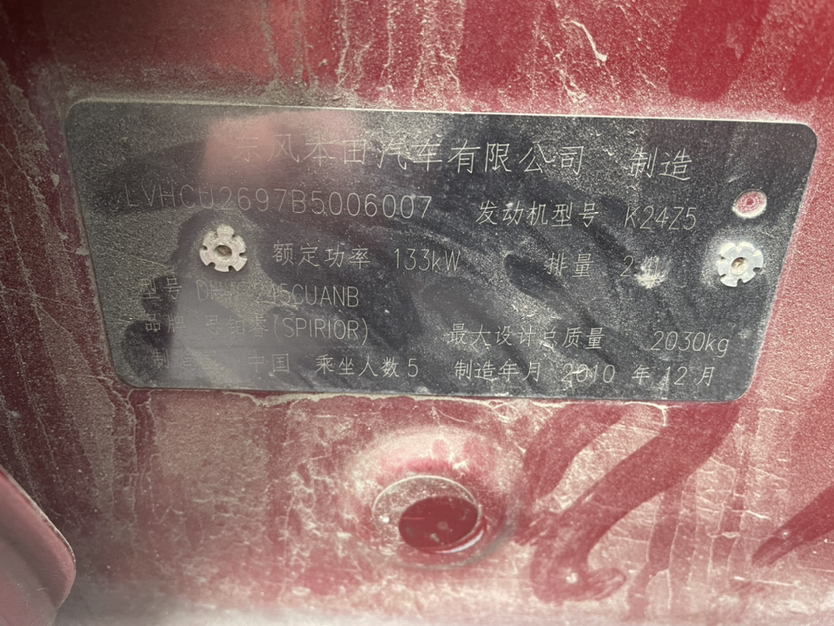 东风本田汽车有限公司 制造
LVHCU2697B5006007 发动机型号 K24Z5
额定功率 133kW 排量
型号
品牌 (SPIRIOR) 最大设计总质量 2030kg
中国 乘坐人数5 制造年月 2010 年 12 月